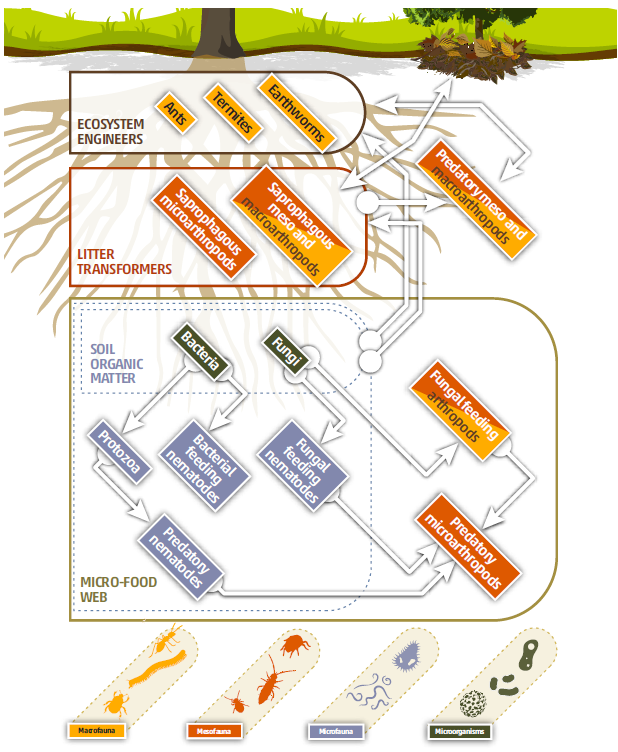 Ants
Termites
Earthworms
ECOSYSTEM
ENGINEERS
Predatory meso and
macroarthropods
Saprophagous
microarthropods
Saprophagous
meso and
macroarthropods
LITTER
TRANSFORMERS
SOIL
ORGANIC
MATTER
Bacteria
Fungi
Fungal feeding
arthropods
Protozoa
Bacterial
feeding
nematodes
Fungal
feeding
nematodes
Predatory
nematodes
Predatory
microarthropods
MICRO-FOOD
WEB
Macrofauna
Mesofauna
Microfauna
Microorganisms